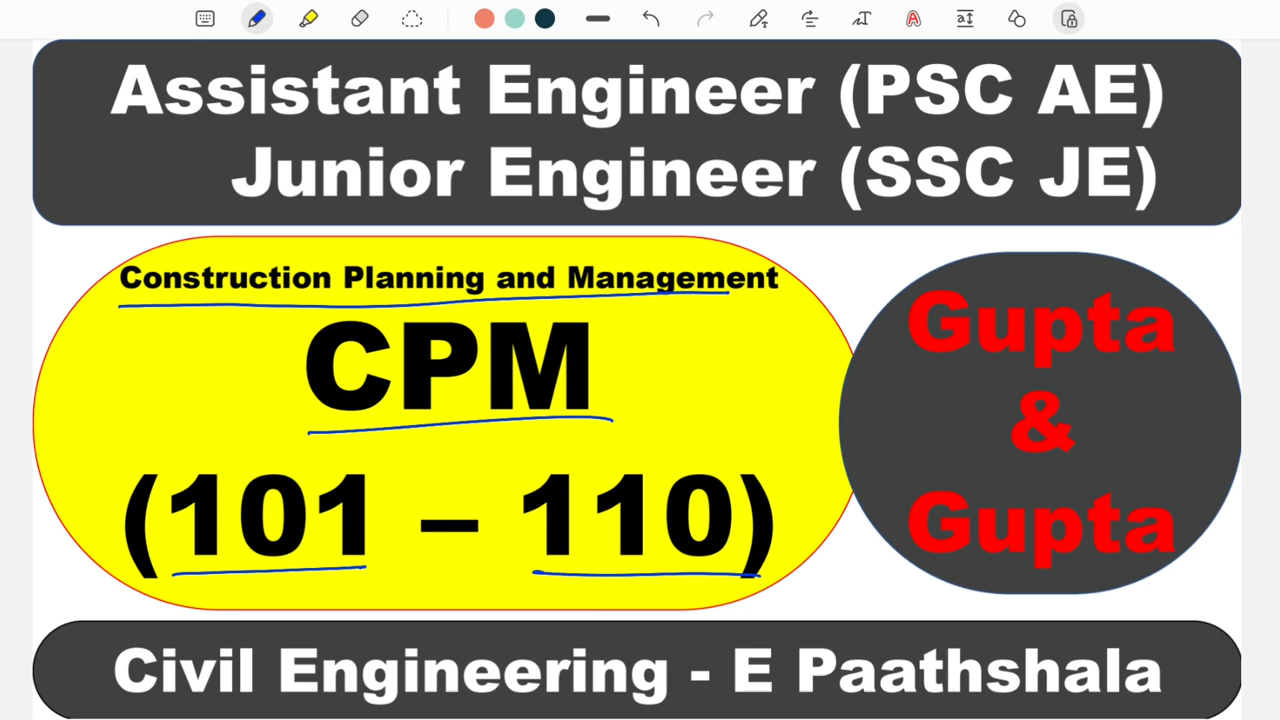 Assistant Engineer (PSC AE)
Junior Engineer (SSC JE)
Construction Planning and Management
CPM
(101 – 110)
Gupta
&
Gupta
Civil Engineering - E Paathshala